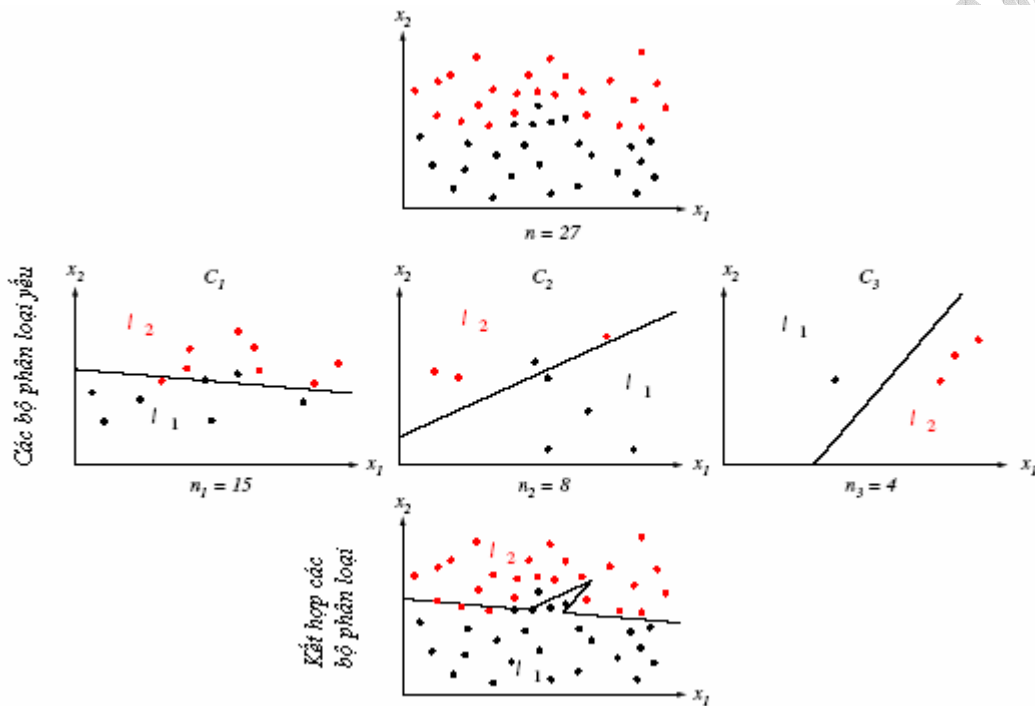 x2
x1
n = 27
Các bộ phân loại yếu
x2
C1
l 2
l 1
x1
n1 = 15
x2
C2
l 2
l 1
x1
n2 = 8
x2
C3
l 1
l 2
x1
n3 = 4
Kết hợp các
bộ phân loại
x2
l 2
l 1
x1